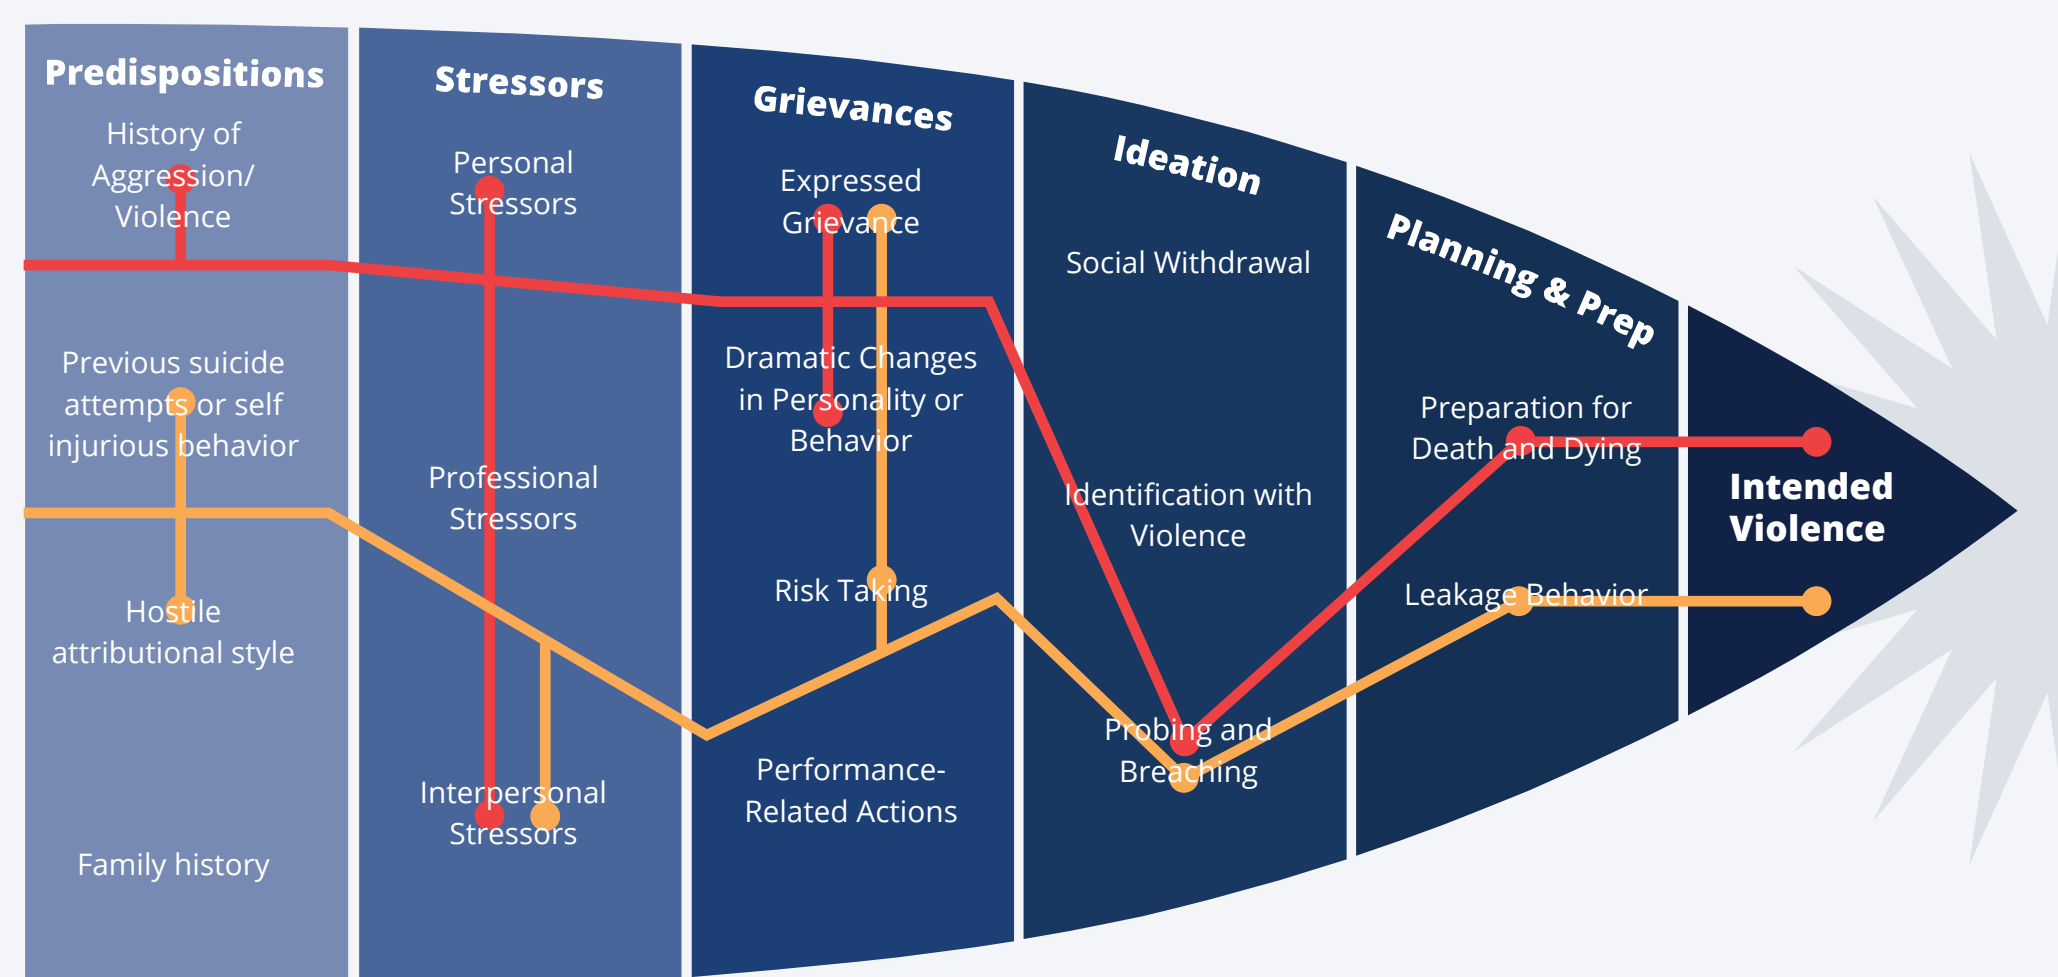 Predispositions
History of
Aggression/
Violence
Previous suicide
attempts or self
injurious behavior
Hostile
attributional style
Family history
Stressors
Personal
Stressors
Professional
Stressors
Interpersonal
Stressors
Grievances
Expressed
Grievance
Dramatic Changes
in Personality or
Behavior
Risk Taking
Performance-
Related Actions
Ideation
Social Withdrawal
Identification with
Violence
Probing and
Breaching
Planning & Prep
Preparation for
Death and Dying
Leakage Behavior
Intended
Violence